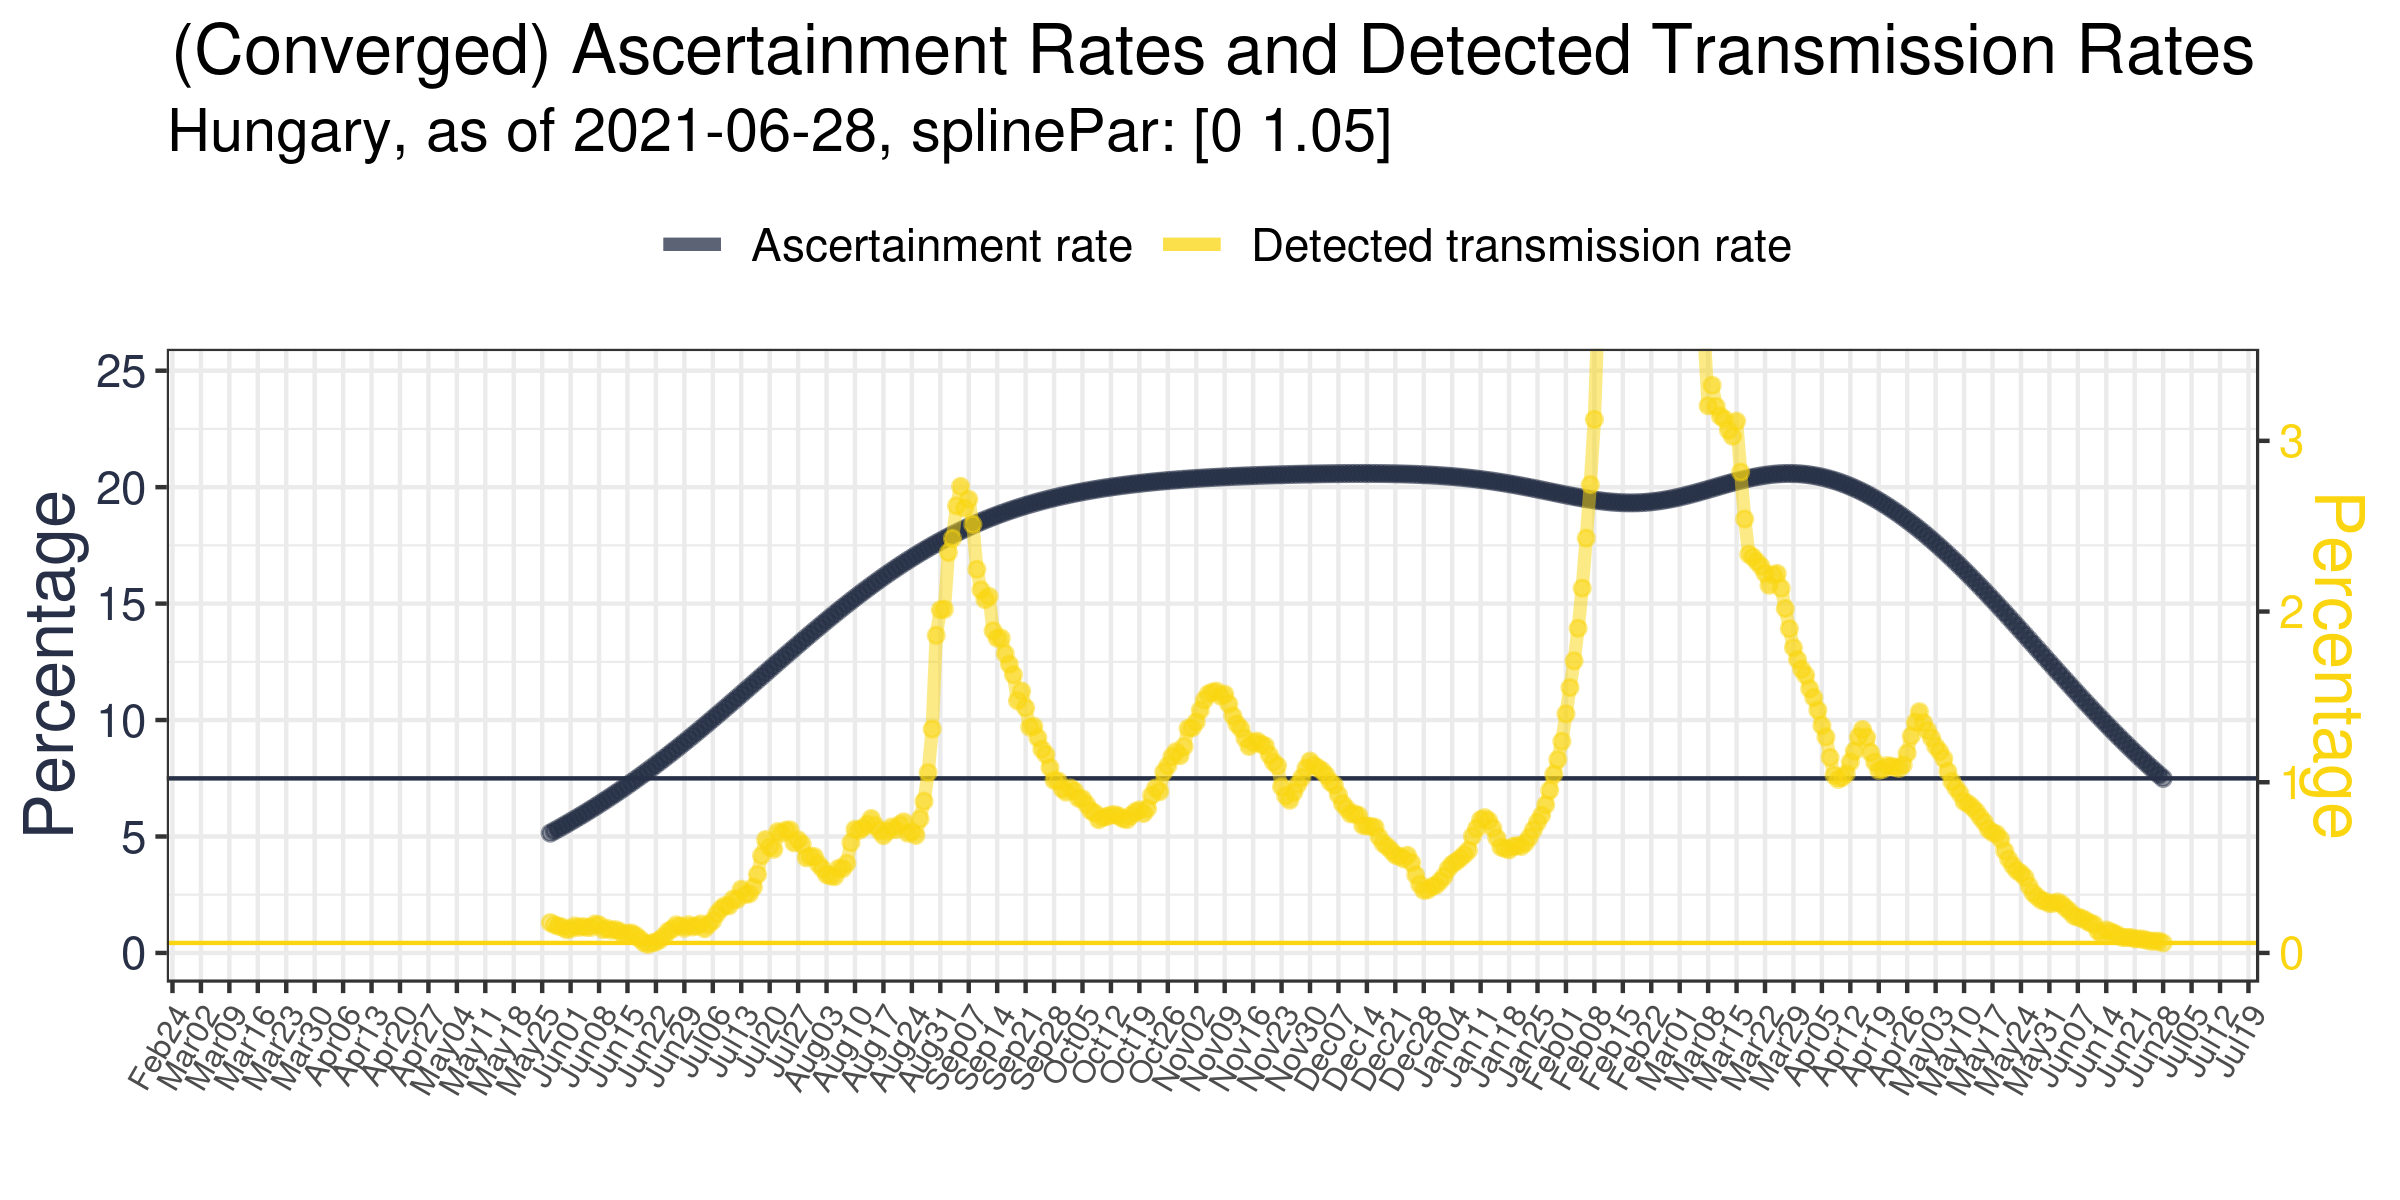 (Converged) Ascertainment Rates and Detected Transmission Rates
Hungary, as of 2021-06-28, splinePar: [0 1.05]
Ascertainment rate Detected transmission rate
Percentage
25
20
15
10
5
0
3
2
1
0
Percentage
Feb24
Mar02
Mar09
Mar16
Mar23
Mar30
Apr06
Apr13
Apr20
Apr27
May04
May11
May18
May25
Jun01
Jun08
Jun15
Jun22
Jun29
Jul06
Jul13
Jul20
Jul27
Aug03
Aug10
Aug17
Aug24
Aug31
Sep07
Sep14
Sep21
Sep28
Oct05
Oct12
Oct19
Oct26
Nov02
Nov09
Nov16
Nov23
Nov30
Dec07
Dec14
Dec21
Dec28
Jan04
Jan11
Jan18
Jan25
Feb01
Feb08
Feb15
Feb22
Mar01
Mar08
Mar15
Mar22
Mar29
Apr05
Apr12
Apr19
Apr26
May03
May10
May17
May24
May31
Jun07
Jun14
Jun21
Jun28
Jul05
Jul12
Jul19